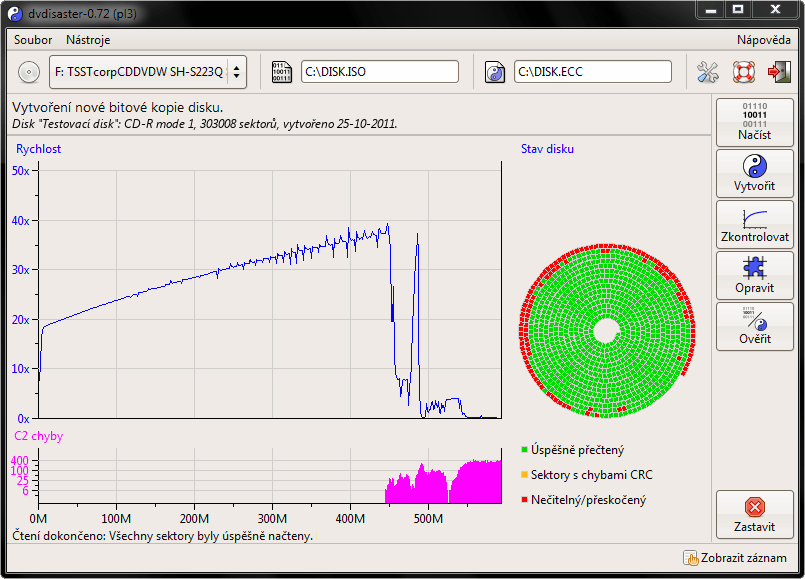 dvdisaster-0.72 (pl3)
Soubor Nástroje Nápověda
F: TSSTcorpCDDVDW SH-S223Q
C:\DISK.ISO
C:\DISK.ECC
Vytvoření nové bitové kopie disku.
Disk "Testovací disk": CD-R mode 1, 303008 sektorů, vytvořeno 25-10-2011.
Rychlost
Stav disku
50x
40x
30x
20x
10x
0x
C2 chyby
400
100
25
6
0M 100M 200M 300M 400M 500M
Úspěšně přečtený
Sektory s chybami CRC
Nečitelný/přeskočený
Čtení dokončeno: Všechny sektory byly úspěšně načteny.
01110
10011
00111
Načíst
Vytvořit
Zkontrolovat
Opravit
Ověřit
Zastavit
Zobrazit záznam